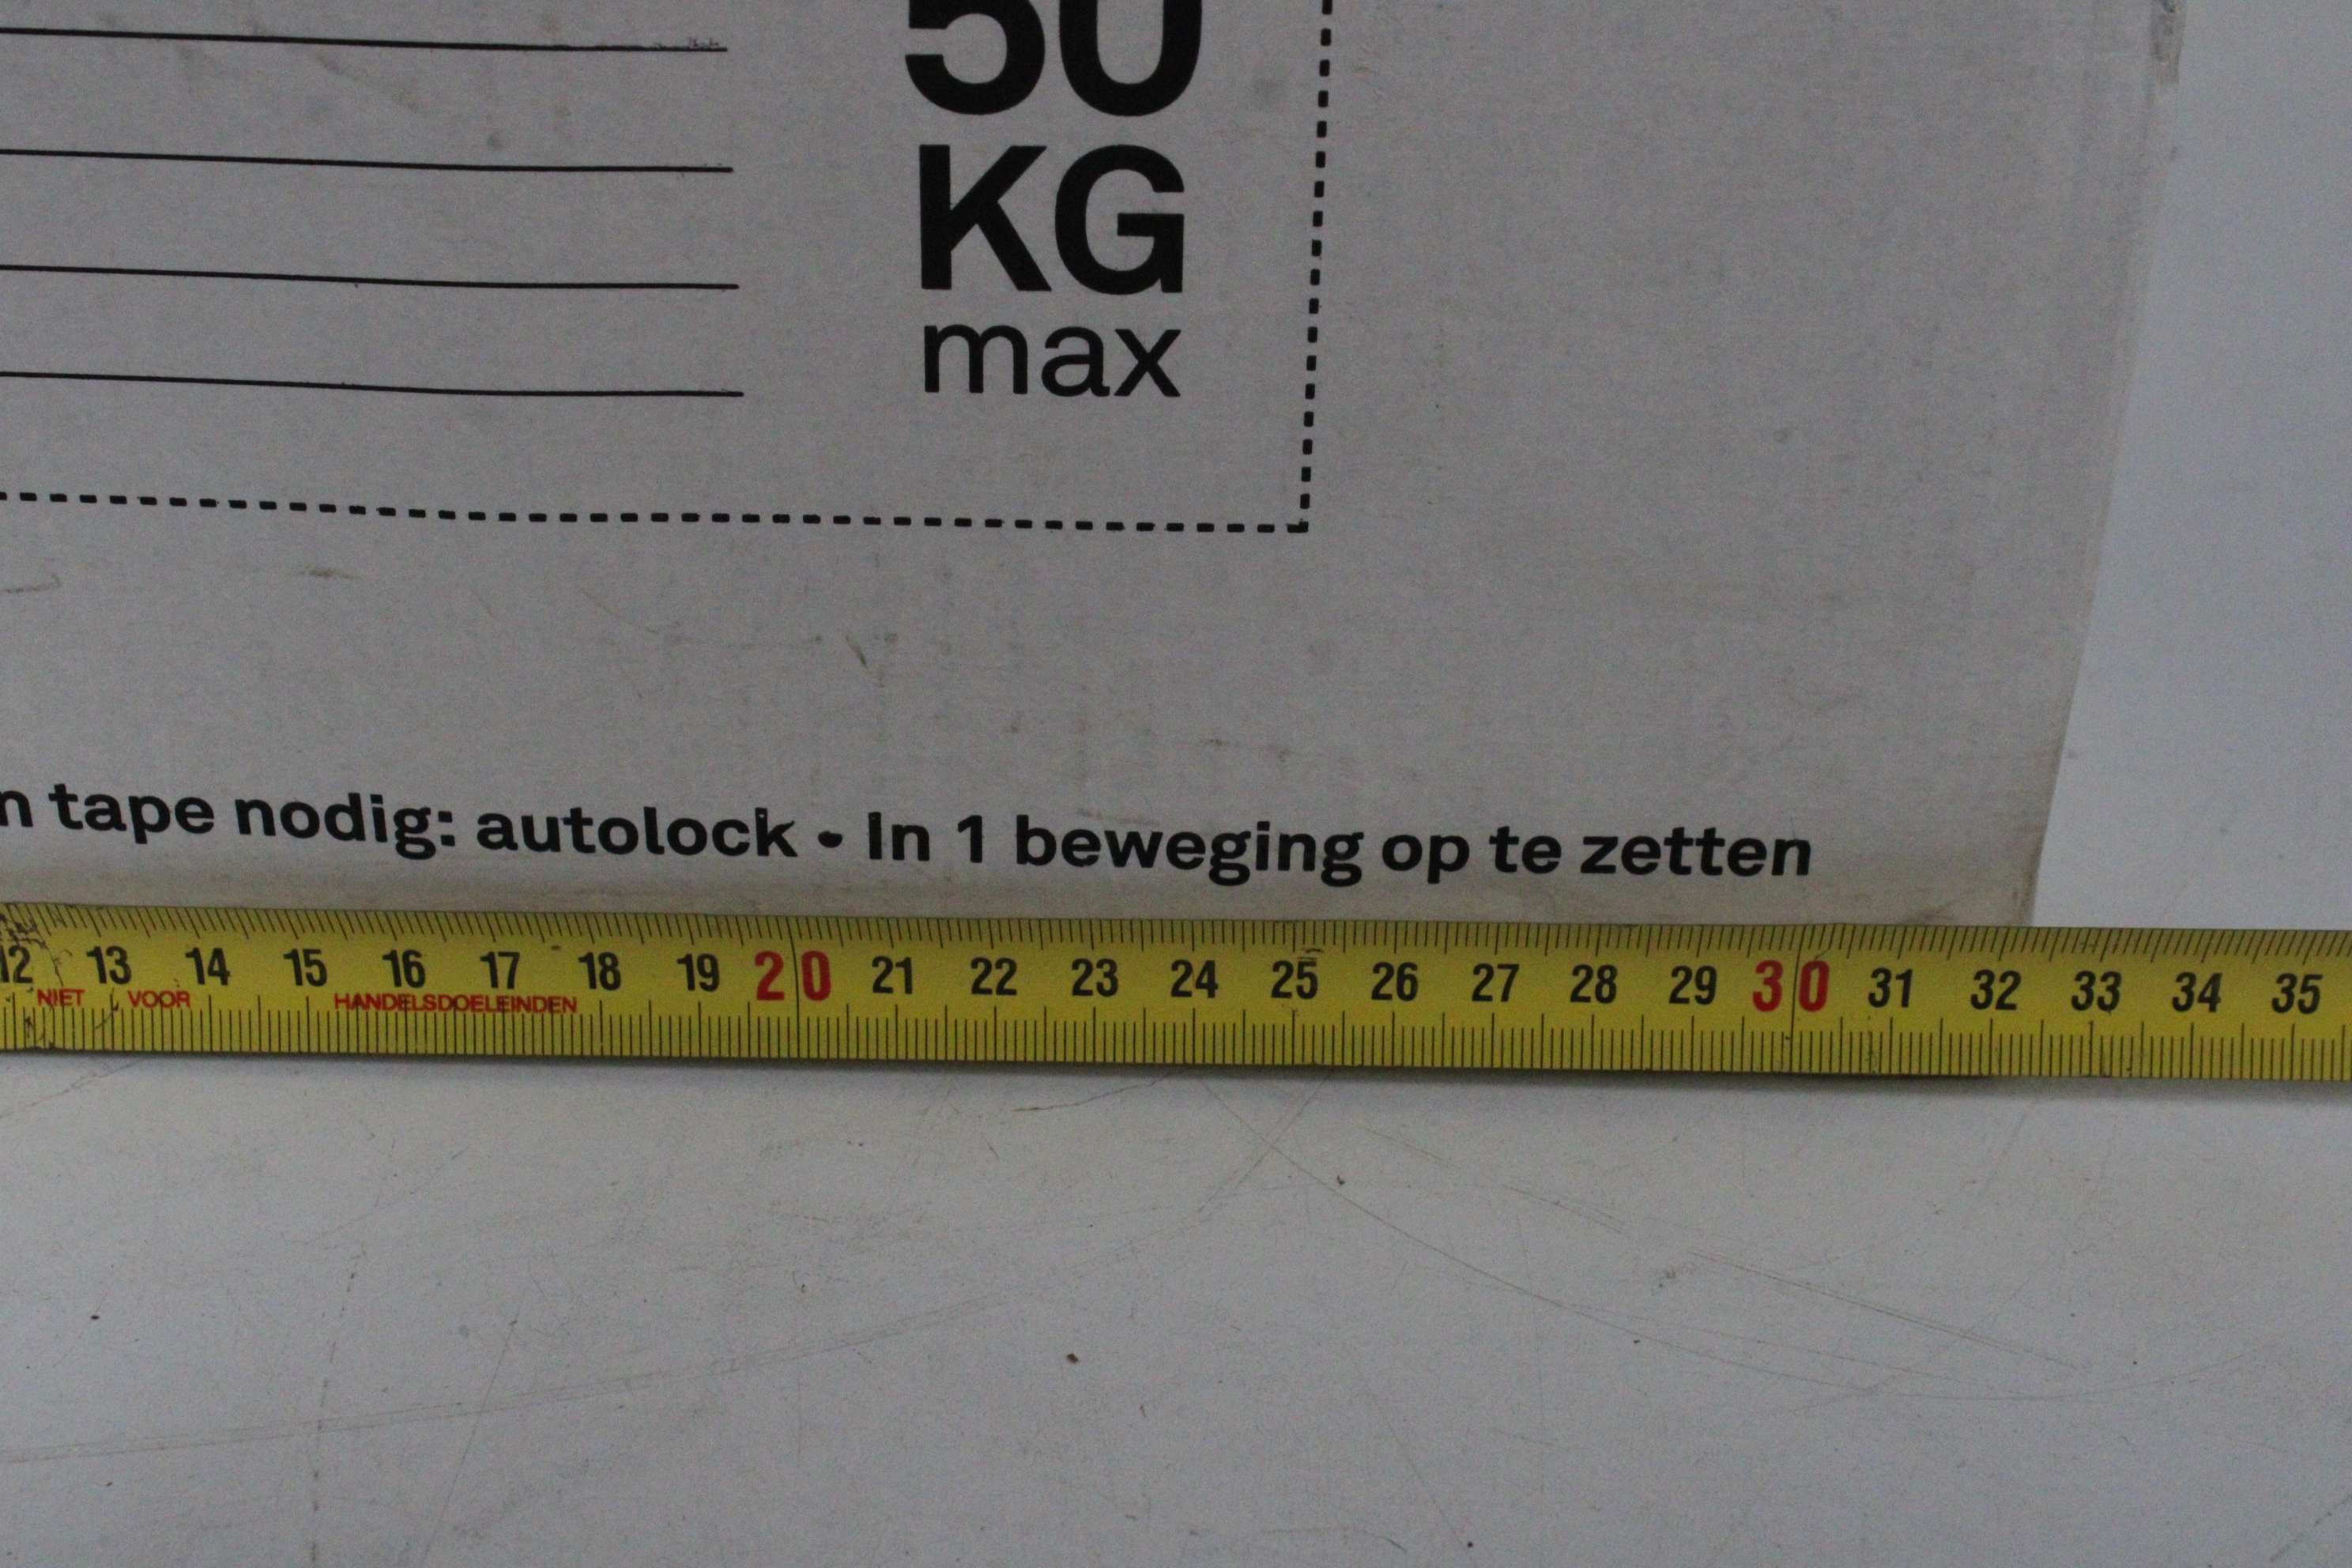 50
KG
max
n tape nodig: autolock • In 1 beweging op te zetten
12 13 14 15 16 17 18 19 20 21 22 23 24 25 26 27 28 29 30 31 32 33 34 35
NIET VOOR HANDELSDOELEINDEN